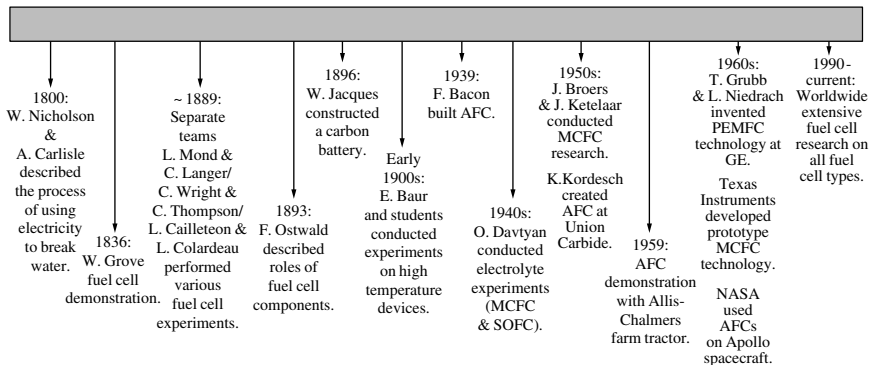 1800:
W. Nicholson
&
A. Carlisle
described
the process
of using
electricity
to break
water.
1836:
W. Grove
fuel cell
demonstration.
~ 1889:
Separate
teams
L. Mond &
C. Langer/
C. Wright &
C. Thompson/
L. Cailleteon &
L. Colardeau
performed
various
fuel cell
experiments.
1893:
F. Ostwald
described
roles of
fuel cell
components.
1896:
W. Jacques
constructed
a carbon
battery.
Early
1900s:
E. Baur
and students
conducted
experiments
on high
temperature
devices.
1939:
F. Bacon
built AFC.
1940s:
O. Davtyan
conducted
electrolyte
experiments
(MCFC
& SOFC).
1950s:
J. Broers
& J. Ketelaar
conducted
MCFC
research.
K.Kordesch
created
AFC at
Union
Carbide.
1959:
AFC
demonstration
with Allis-
Chalmers
farm tractor.
1960s:
T. Grubb
& L. Niedrach
invented
PEMFC
technology at
GE.
Texas
Instruments
developed
prototype
MCFC
technology.
NASA
used
AFCs
on Apollo
spacecraft.
1990-
current:
Worldwide
extensive
fuel cell
research on
all fuel
cell types.